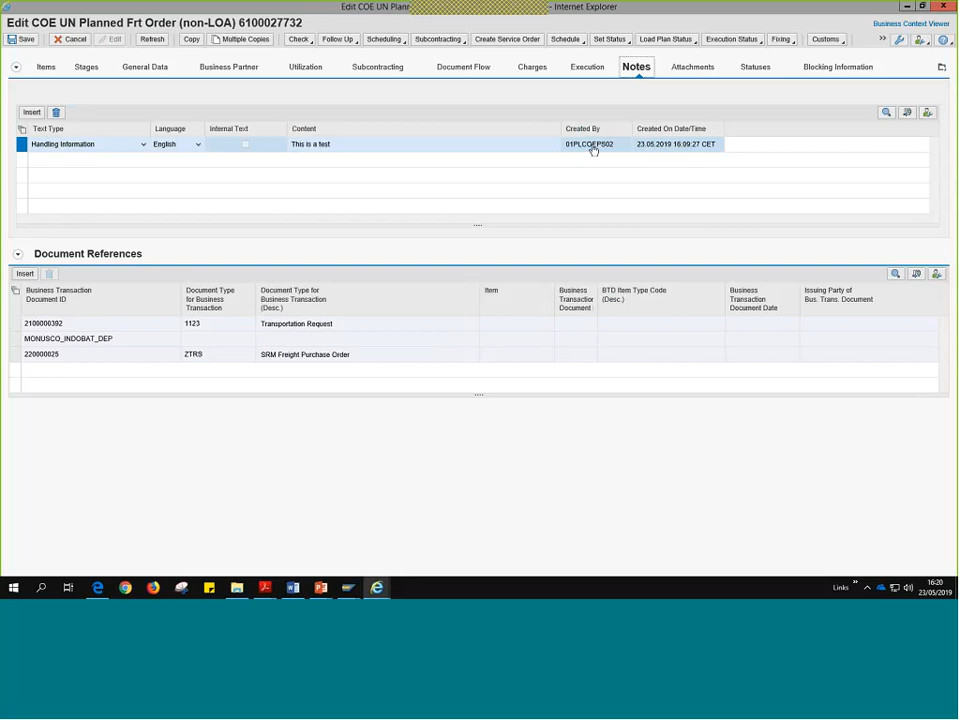 Edit COE UN Planr - Internet Explorer
Edit COE UN Planned Frt Order (non-LOA) 6100027732
Business Context Viewer
Save Cancel Edit Refresh Copy Multiple Copies Check Follow Up Scheduling Subcontracting Create Service Order Schedule Set Status Load Plan Status Execution Status Fixing Customs
Items Stages General Data Business Partner Utilization Subcontracting Document Flow Charges Execution Notes Attachments Statuses Blocking Information
Insert
Text Type Language Internal Text Content Created By Created On Date/Time
Handling Information English This is a test 23.05.2019 16:09:27 CET
Document References
Insert
Business Transaction Document ID
Document Type for Business Transaction
Document Type for Business Transaction (Desc.)
Item
Business Transaction Document
BTD Item Type Code (Desc.)
Business Transaction Document Date
Issuing Party of Bus. Trans. Document
2100000392 1123 Transportation Request
MONUSCO_INDOBAT_DEP
220000025 ZTRS SRM Freight Purchase Order
Links 16:20
23/05/2019